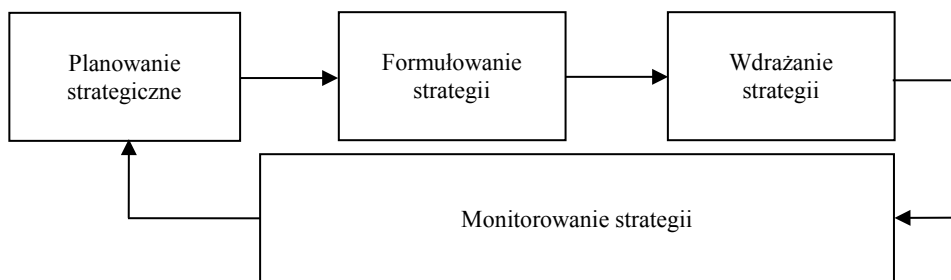 Planowanie
strategiczne
Formułowanie
strategii
Wdrażanie
strategii
Monitorowanie strategii